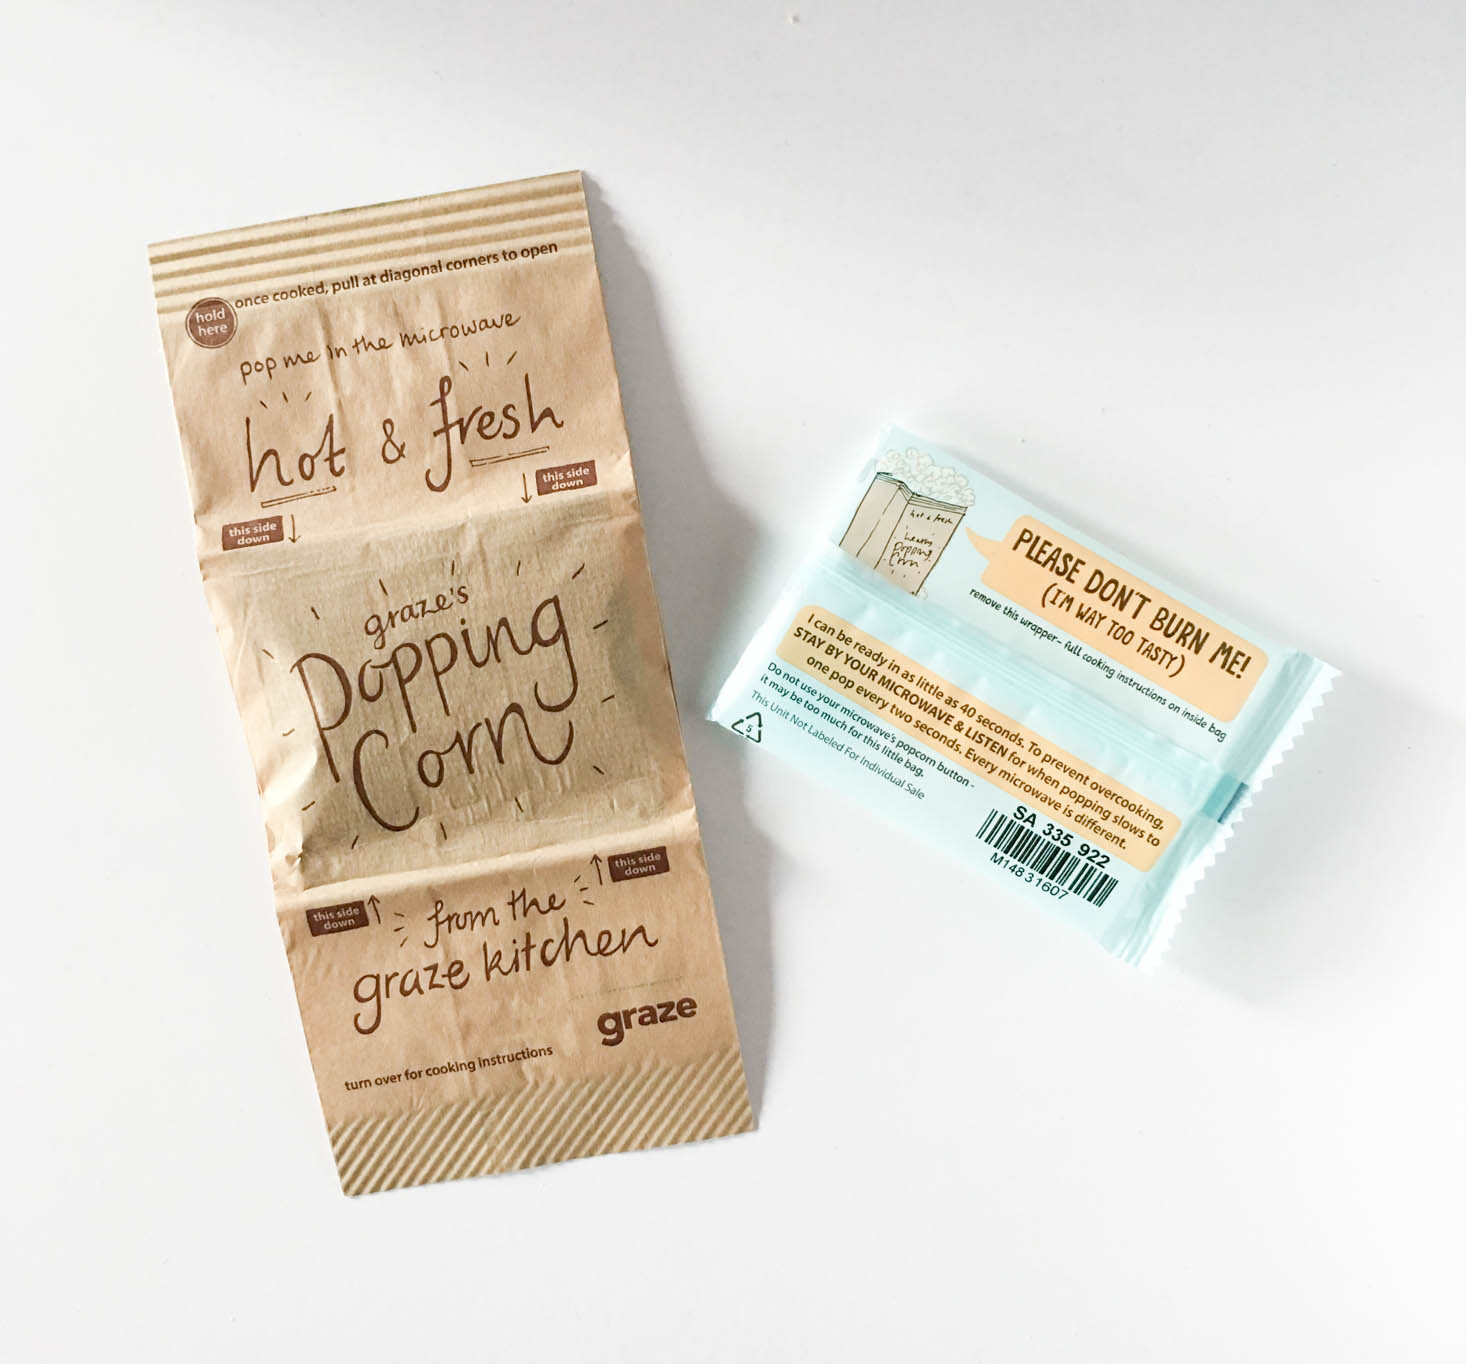 once cooked, pull at diagonal corners to open
hold
here
pop me in the microwave
hot & fresh
this side
down
this side
down
graze's
Popping
Corn
this side
down
this side
down
from the
graze kitchen
graze
turn over for cooking instructions
hot & fresh
Popping
Corn
PLEASE DON'T BURN ME!
(I'M WAY TOO TASTY)
remove this wrapper- full cooking instructions on inside bag
I can be ready in as little as 40 seconds. To prevent overcooking,
STAY BY YOUR MICROWAVE & LISTEN for when popping slows to
one pop every two seconds. Every microwave is different.
Do not use your microwave's popcorn button -
it may be too much for this little bag.
This Unit Not Labeled For Individual Sale
5
SA 335 922
M148 31607